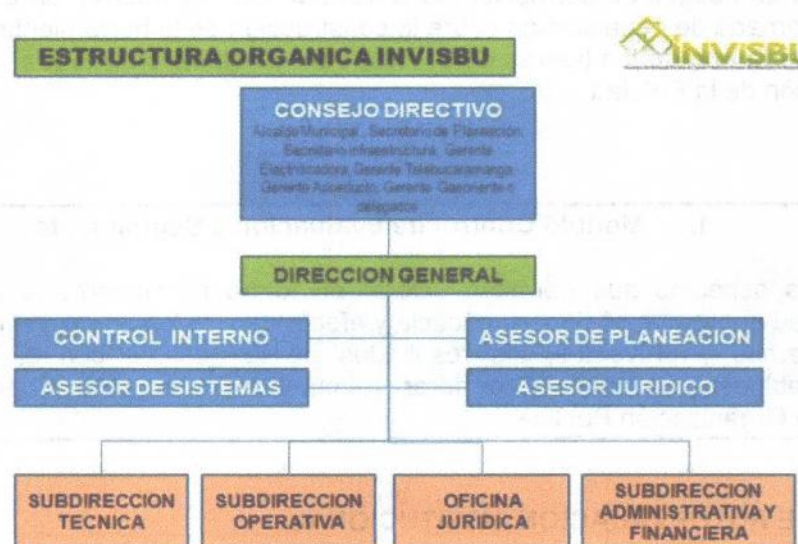 ESTRUCTURA ORGANICA INVISBU
INVISBU
CONSEJO DIRECTIVO
Alcalde Municipal, Secretario de Planeación,
Secretario infraestructura, Gerente
Electrificadora, Gerente Telebucaramanga,
Gerente Acueducto, Gerente Gasoriente o
delegados
DIRECCION GENERAL
CONTROL INTERNO
ASESOR DE PLANEACION
ASESOR DE SISTEMAS
ASESOR JURIDICO
SUBDIRECCION
TECNICA
SUBDIRECCION
OPERATIVA
OFICINA
JURIDICA
SUBDIRECCION
ADMINISTRATIVA Y
FINANCIERA